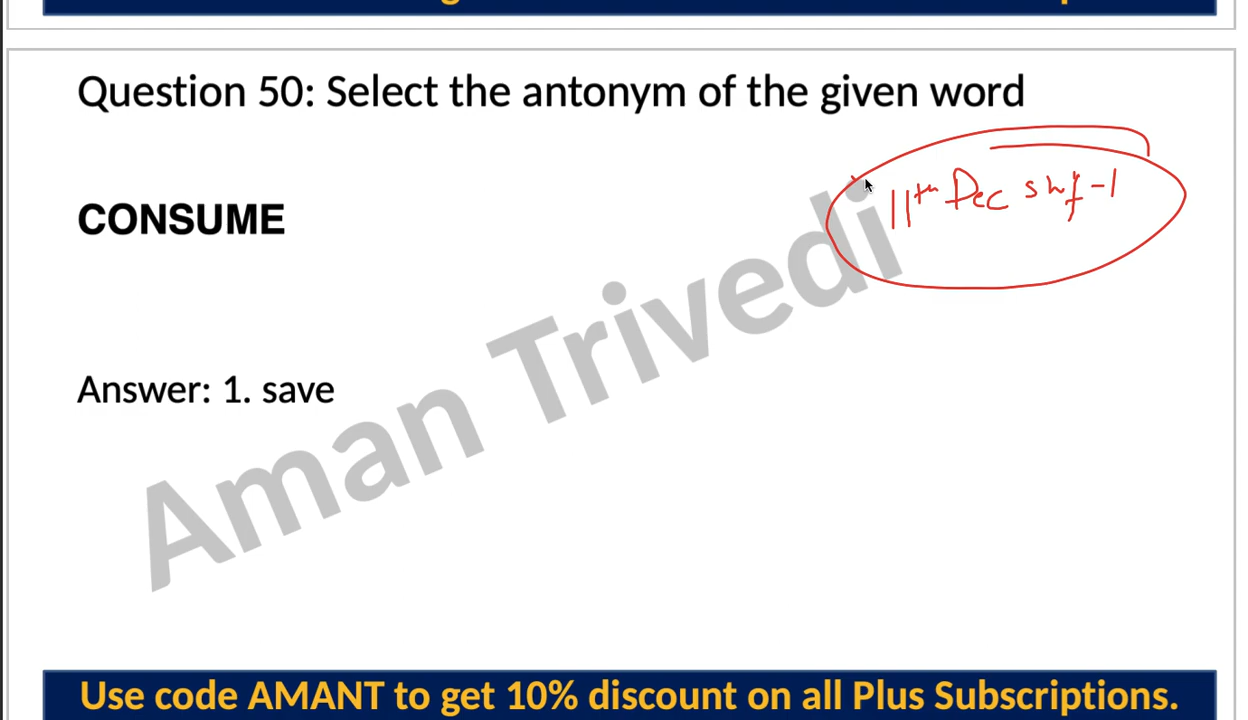 Question 50: Select the antonym of the given word
11th Dec shif-1
CONSUME
Aman Trivedi
Answer: 1. save
Use code AMANT to get 10% discount on all Plus Subscriptions.